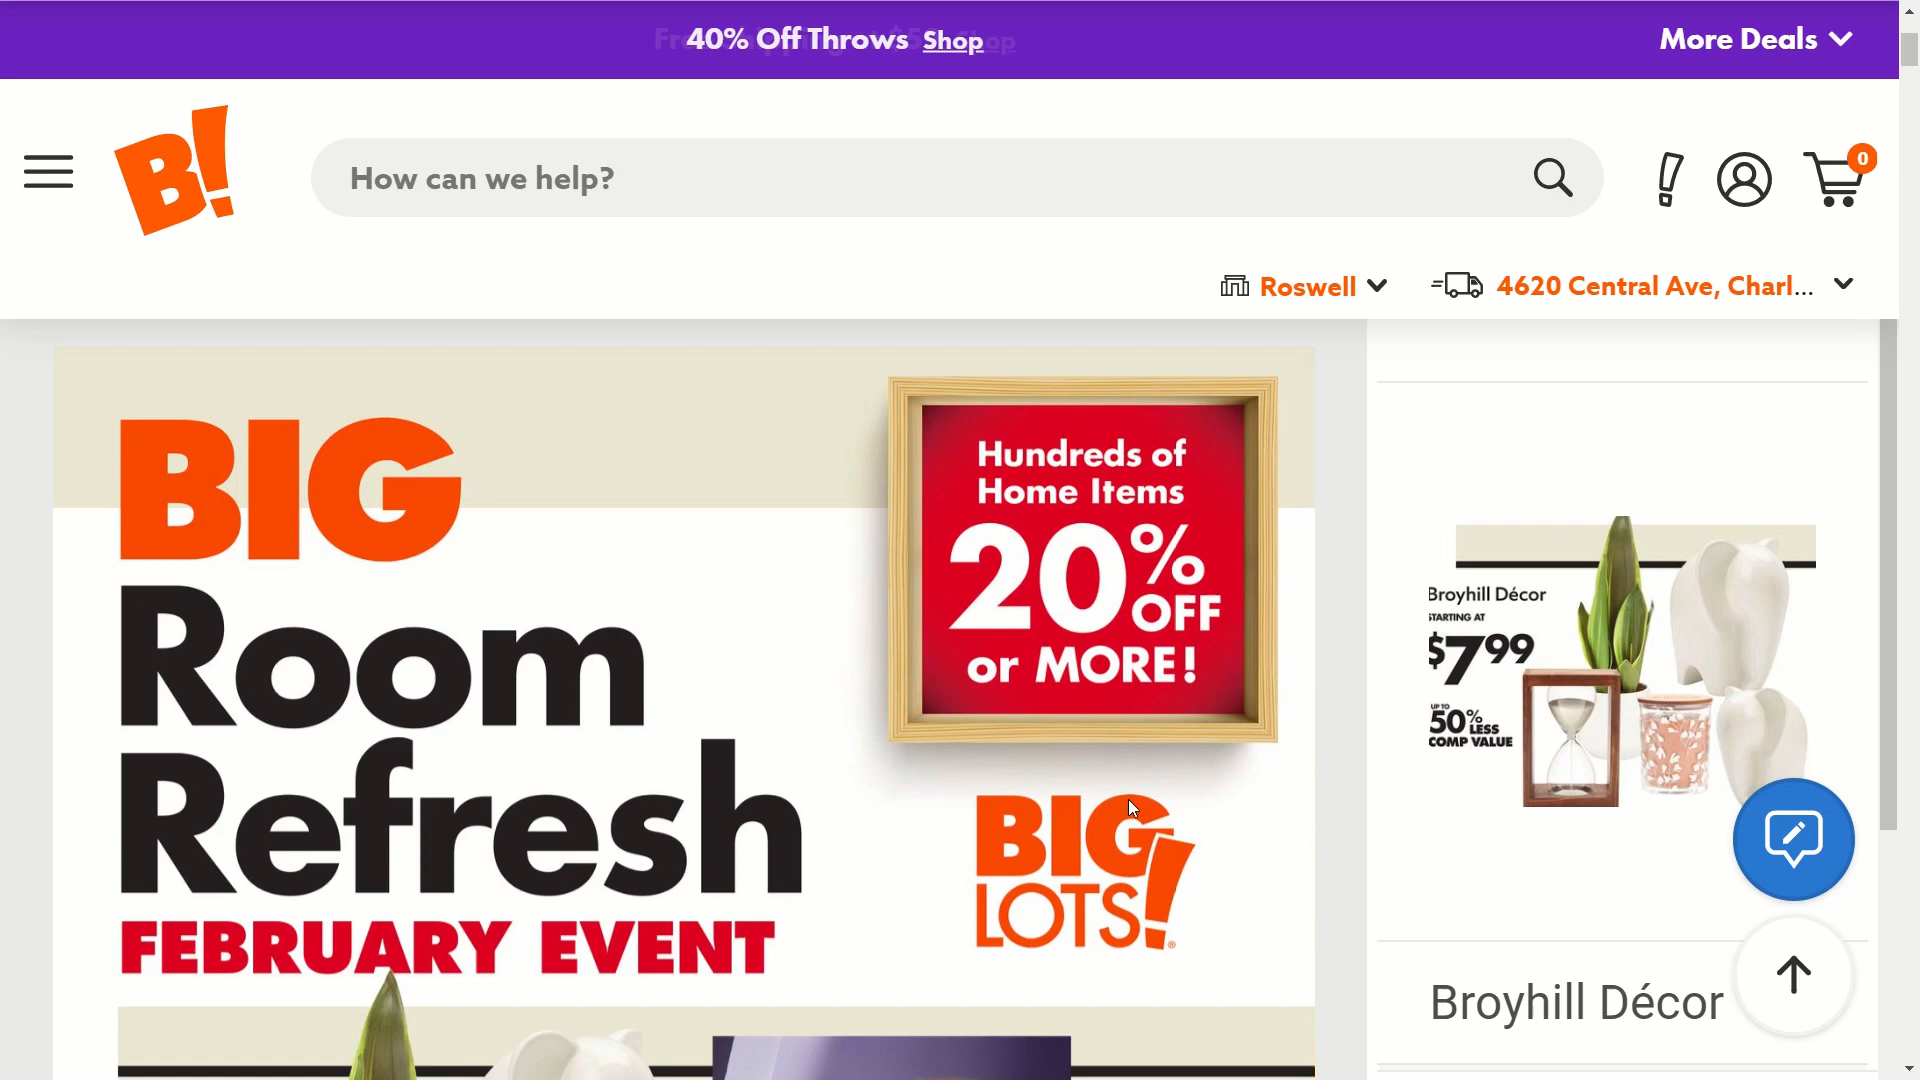 40% Off Throws Shop
More Deals
B!
How can we help?
0
Roswell
4620 Central Ave, Charl...
BIG
Room
Refresh
FEBRUARY EVENT
Hundreds of
Home Items
20%
OFF
or MORE!
BIG
LOTS!
®
Broyhill Décor
STARTING AT
$7.99
UP TO
50% LESS
COMP VALUE
Broyhill Décor